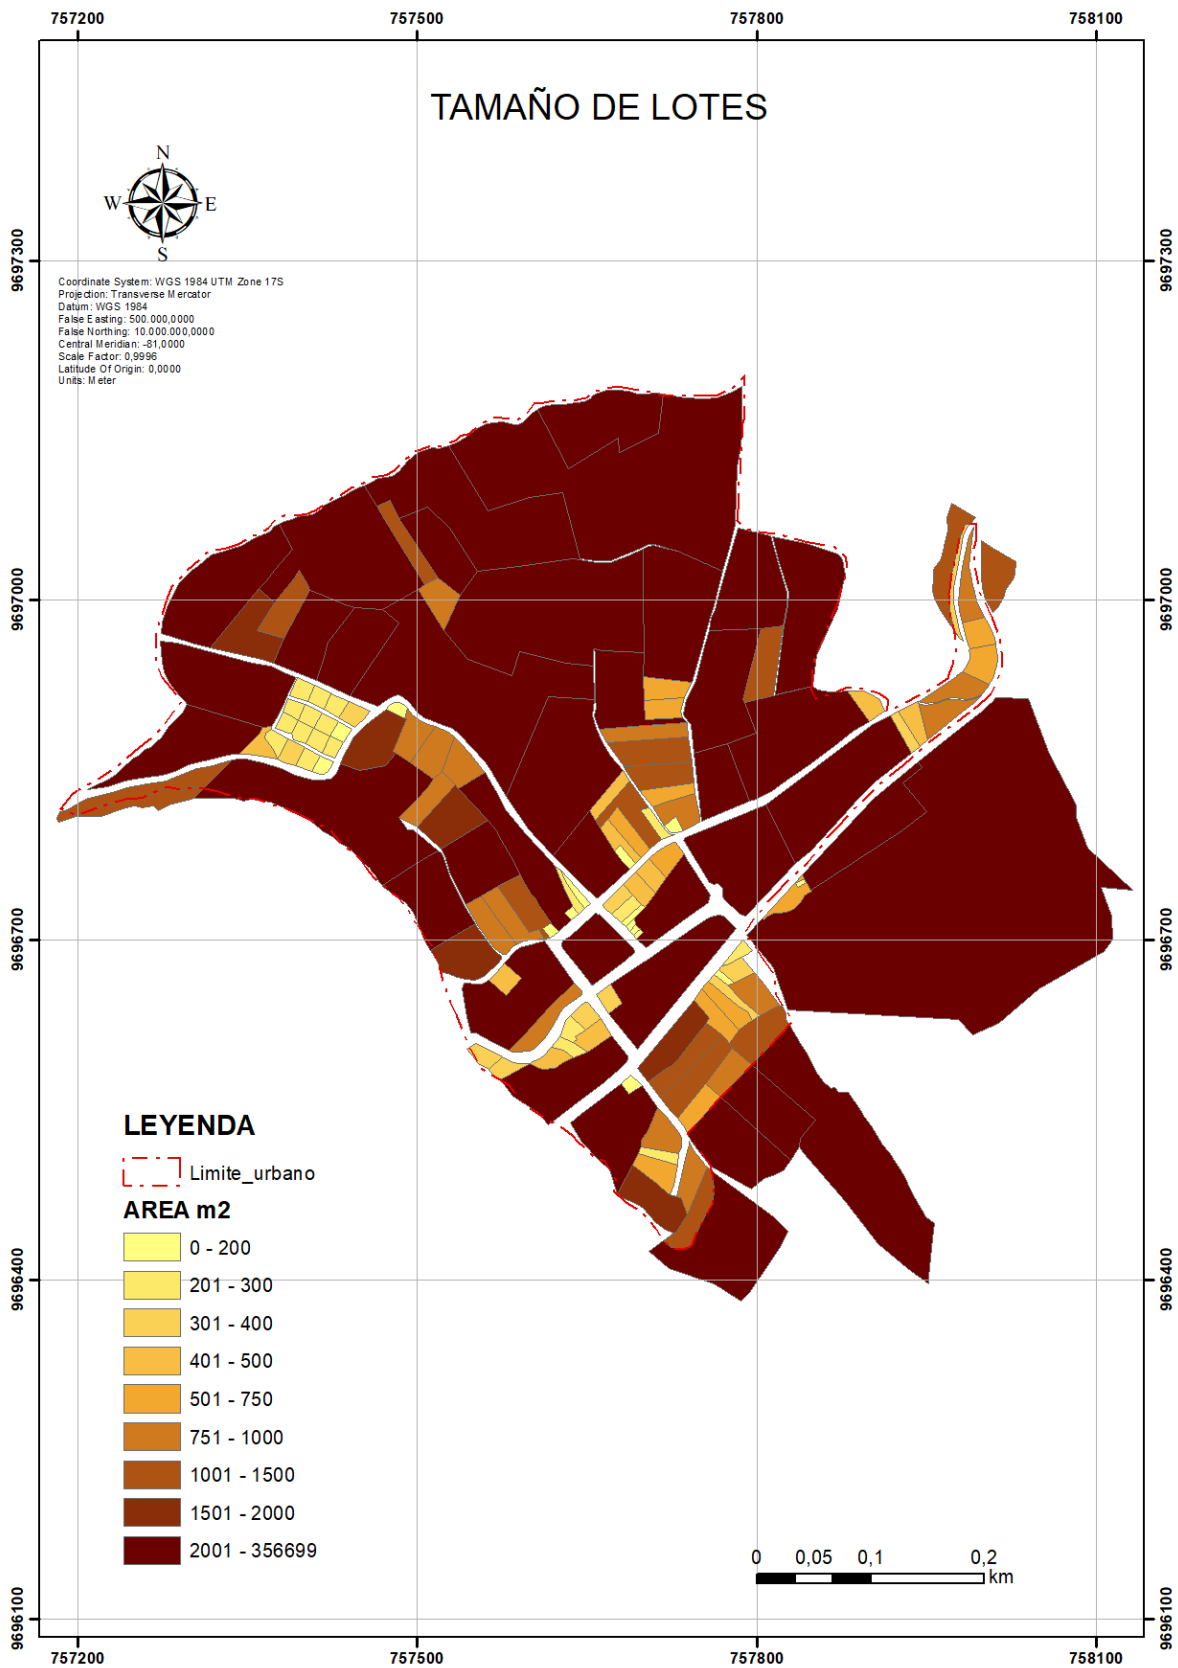 757200 757500 757800 758100
TAMAÑO DE LOTES
N
W E
S
9697300 9697300
Coordinate System: WGS 1984 UTM Zone 17S
Projection: Transverse Mercator
Datum: WGS 1984
False Easting: 500.000,0000
False Northing: 10.000.000,0000
Central Meridian: -81,0000
Scale Factor: 0,9996
Latitude Of Origin: 0,0000
Units: Meter
9697000 9697000
9696700 9696700
LEYENDA
Limite_urbano
AREA m2
0 - 200
201 - 300
9696400 9696400
301 - 400
401 - 500
501 - 750
751 - 1000
1001 - 1500
1501 - 2000
2001 - 356699
0 0,05 0,1 0,2
km
9696100 9696100
757200 757500 757800 758100